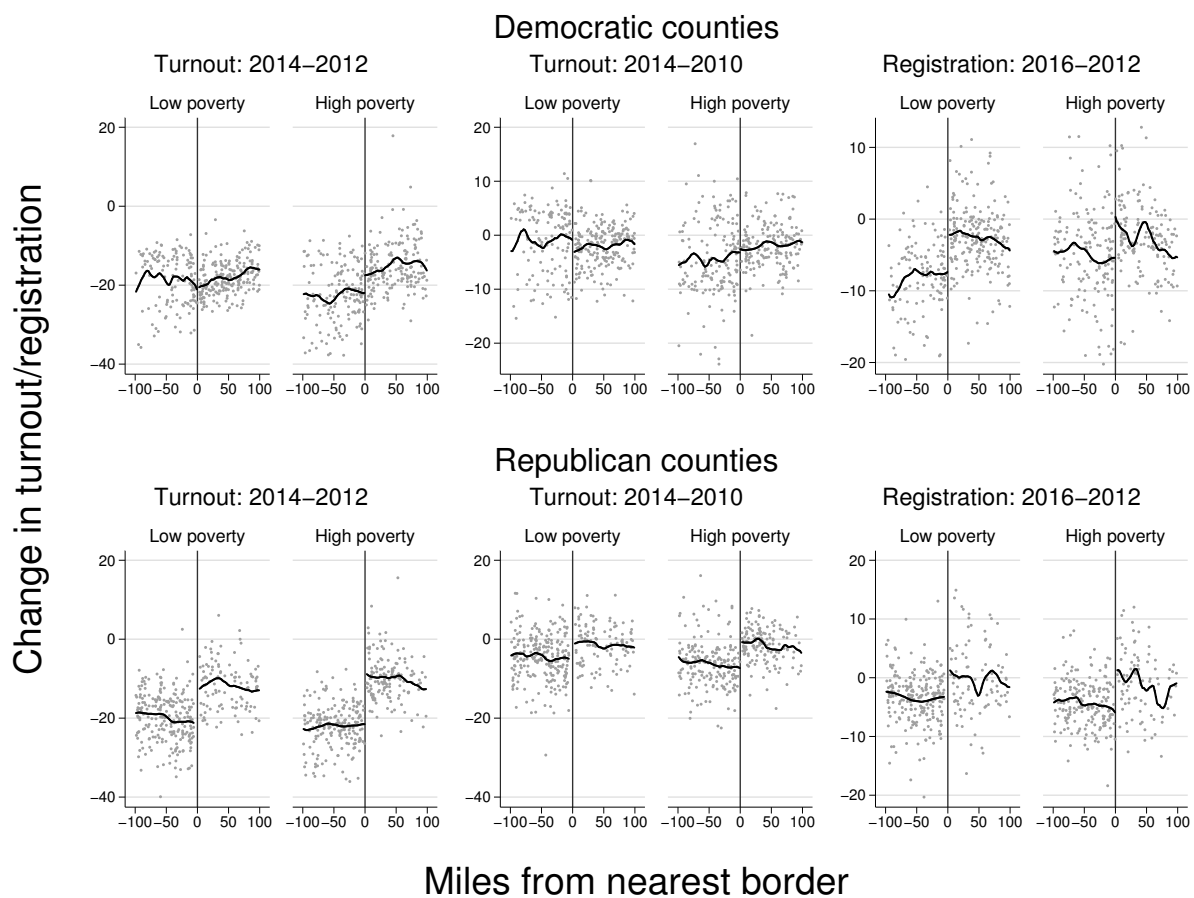 Democratic counties
Turnout: 2014−2012
Turnout: 2014−2010
Registration: 2016−2012
Low poverty
High poverty
Low poverty
High poverty
Low poverty
High poverty
20
0
−20
−40
20
10
0
−10
−20
10
0
−10
−20
−100 −50 0 50 100
−100 −50 0 50 100
−100 −50 0 50 100
−100 −50 0 50 100
−100 −50 0 50 100
−100 −50 0 50 100
Change in turnout/registration
Republican counties
Turnout: 2014−2012
Turnout: 2014−2010
Registration: 2016−2012
Low poverty
High poverty
Low poverty
High poverty
Low poverty
High poverty
20
0
−20
−40
20
0
−20
−40
20
10
0
−10
−20
−100 −50 0 50 100
−100 −50 0 50 100
−100 −50 0 50 100
−100 −50 0 50 100
−100 −50 0 50 100
−100 −50 0 50 100
Miles from nearest border